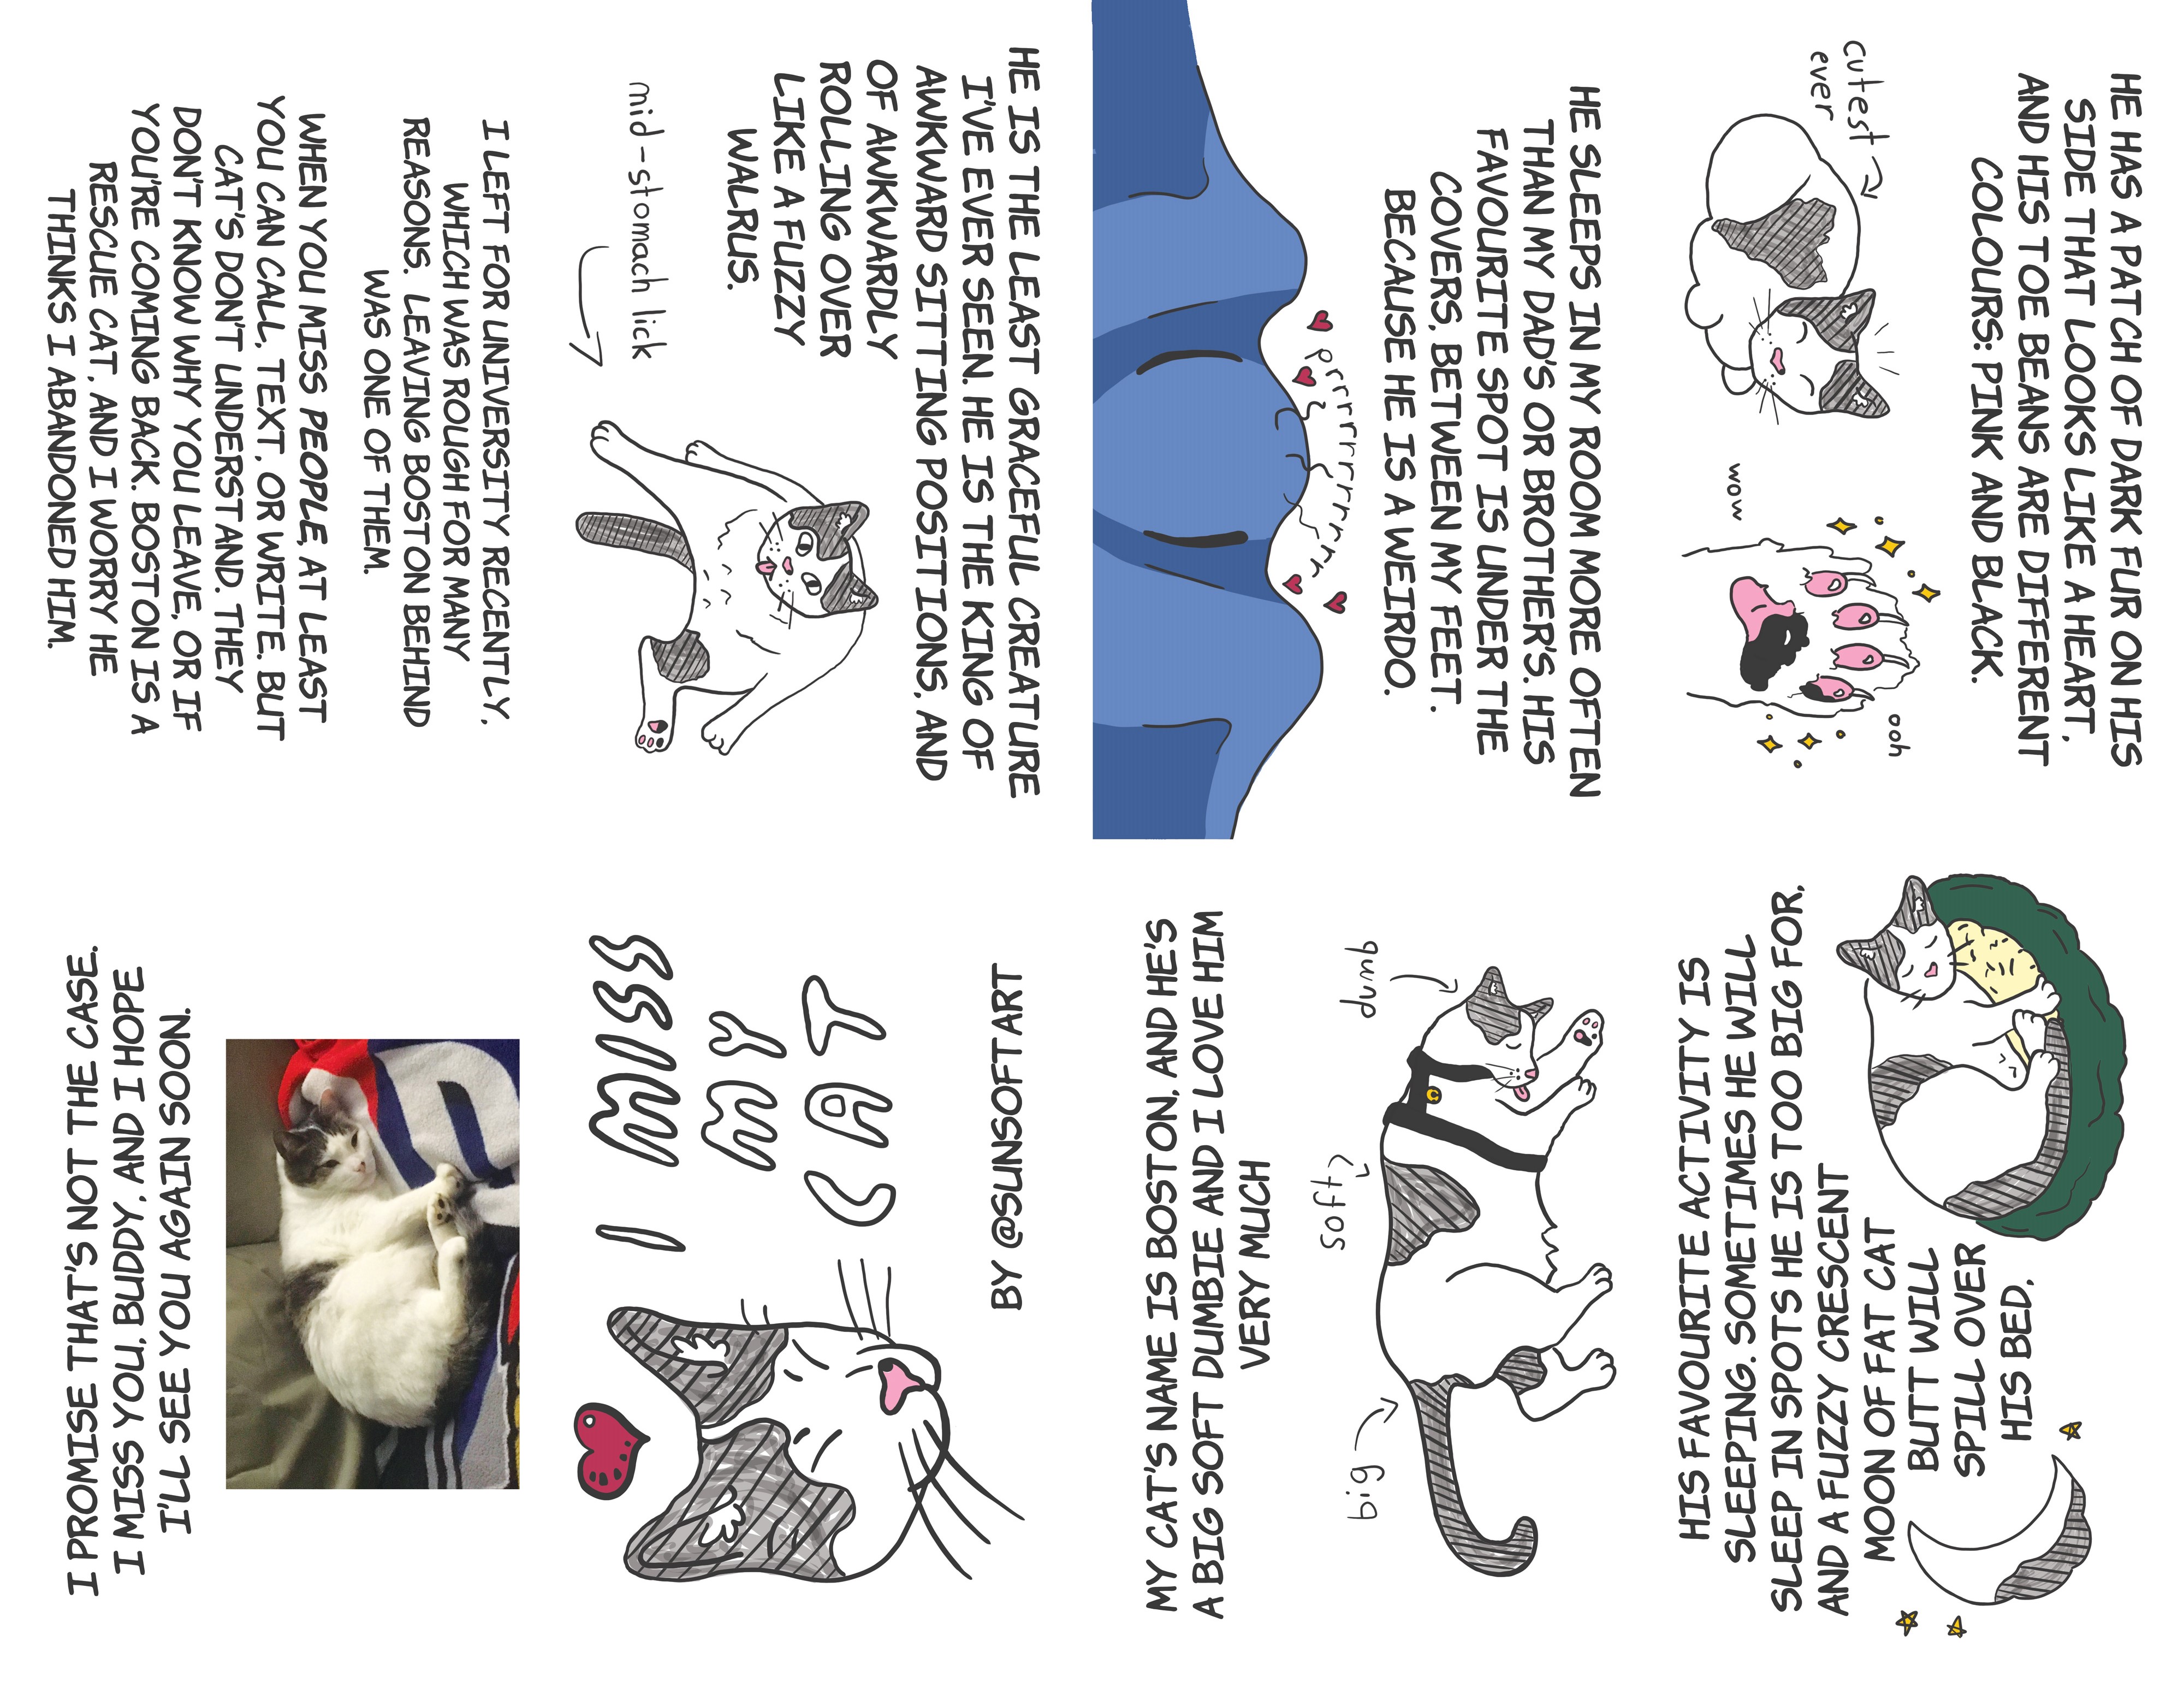 I MISS
MY
CAT
BY @SUNSOFTART
MY CAT'S NAME IS BOSTON, AND HE'S
A BIG SOFT DUMBIE AND I LOVE HIM
VERY MUCH
big
soft
dumb
HIS FAVOURITE ACTIVITY IS
SLEEPING. SOMETIMES HE WILL
SLEEP IN SPOTS HE IS TOO BIG FOR,
AND A FUZZY CRESCENT
MOON OF FAT CAT
BUTT WILL
SPILL OVER
HIS BED.
HE HAS A PATCH OF DARK FUR ON HIS
SIDE THAT LOOKS LIKE A HEART,
AND HIS TOE BEANS ARE DIFFERENT
COLOURS: PINK AND BLACK.
cutest
ever
ooh
wow
HE SLEEPS IN MY ROOM MORE OFTEN
THAN MY DAD'S OR BROTHER'S. HIS
FAVOURITE SPOT IS UNDER THE
COVERS, BETWEEN MY FEET.
BECAUSE HE IS A WEIRDO.
prrrrrrrrrr
HE IS THE LEAST GRACEFUL CREATURE
I'VE EVER SEEN. HE IS THE KING OF
AWKWARD SITTING POSITIONS, AND
OF AWKWARDLY
ROLLING OVER
LIKE A FUZZY
WALRUS.
mid-stomach lick
I LEFT FOR UNIVERSITY RECENTLY,
WHICH WAS ROUGH FOR MANY
REASONS. LEAVING BOSTON BEHIND
WAS ONE OF THEM.
WHEN YOU MISS PEOPLE, AT LEAST
YOU CAN CALL, TEXT, OR WRITE. BUT
CAT'S DON'T UNDERSTAND. THEY
DON'T KNOW WHY YOU LEAVE, OR IF
YOU'RE COMING BACK. BOSTON IS A
RESCUE CAT, AND I WORRY HE
THINKS I ABANDONED HIM.
I PROMISE THAT'S NOT THE CASE.
I MISS YOU, BUDDY, AND I HOPE
I'LL SEE YOU AGAIN SOON.